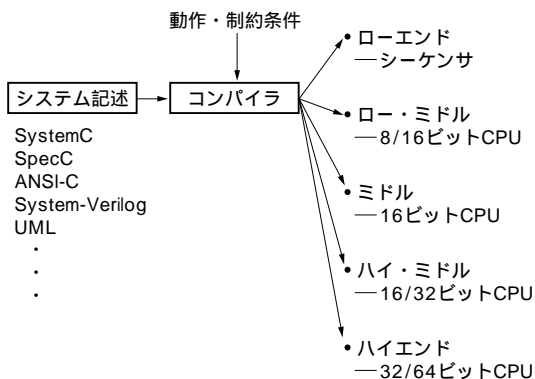 動作・制約条件
システム記述
コンパイラ
SystemC
SpecC
ANSI-C
System-Verilog
UML
・
・
・
• ローエンド
—シーケンサ
• ロー・ミドル
—8/16ビットCPU
• ミドル
—16ビットCPU
• ハイ・ミドル
—16/32ビットCPU
• ハイエンド
—32/64ビットCPU